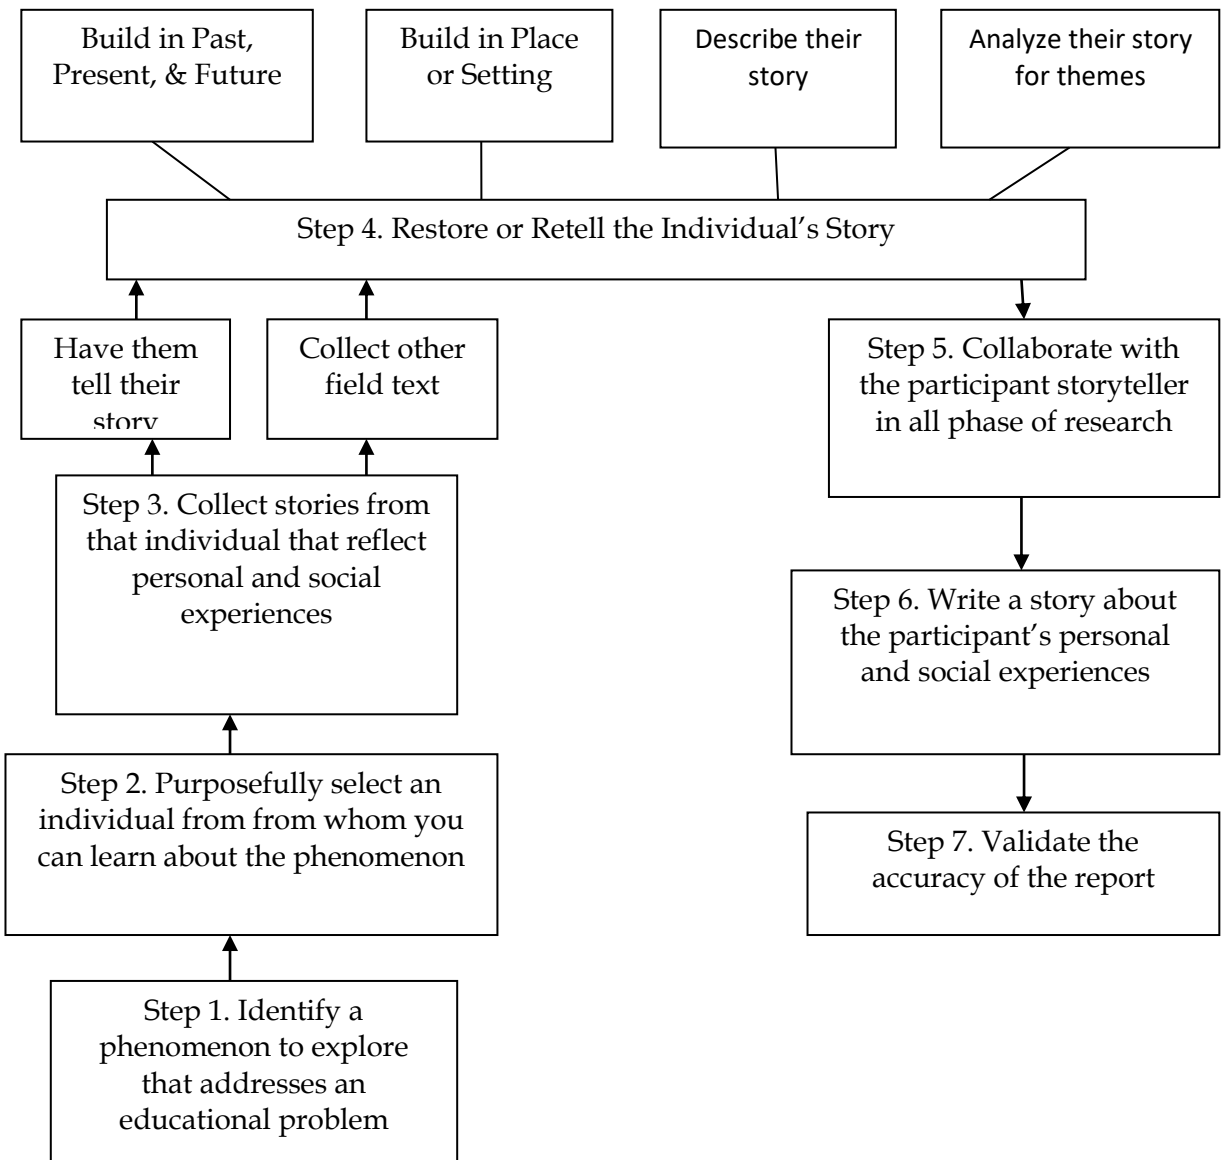 Build in Past,
Present, & Future
Build in Place
or Setting
Describe their
story
Analyze their story
for themes
Step 4. Restore or Retell the Individual’s Story
Have them
tell their
story
Collect other
field text
Step 5. Collaborate with
the participant storyteller
in all phase of research
Step 3. Collect stories from
that individual that reflect
personal and social
experiences
Step 6. Write a story about
the participant’s personal
and social experiences
Step 2. Purposefully select an
individual from from whom you
can learn about the phenomenon
Step 7. Validate the
accuracy of the report
Step 1. Identify a
phenomenon to explore
that addresses an
educational problem